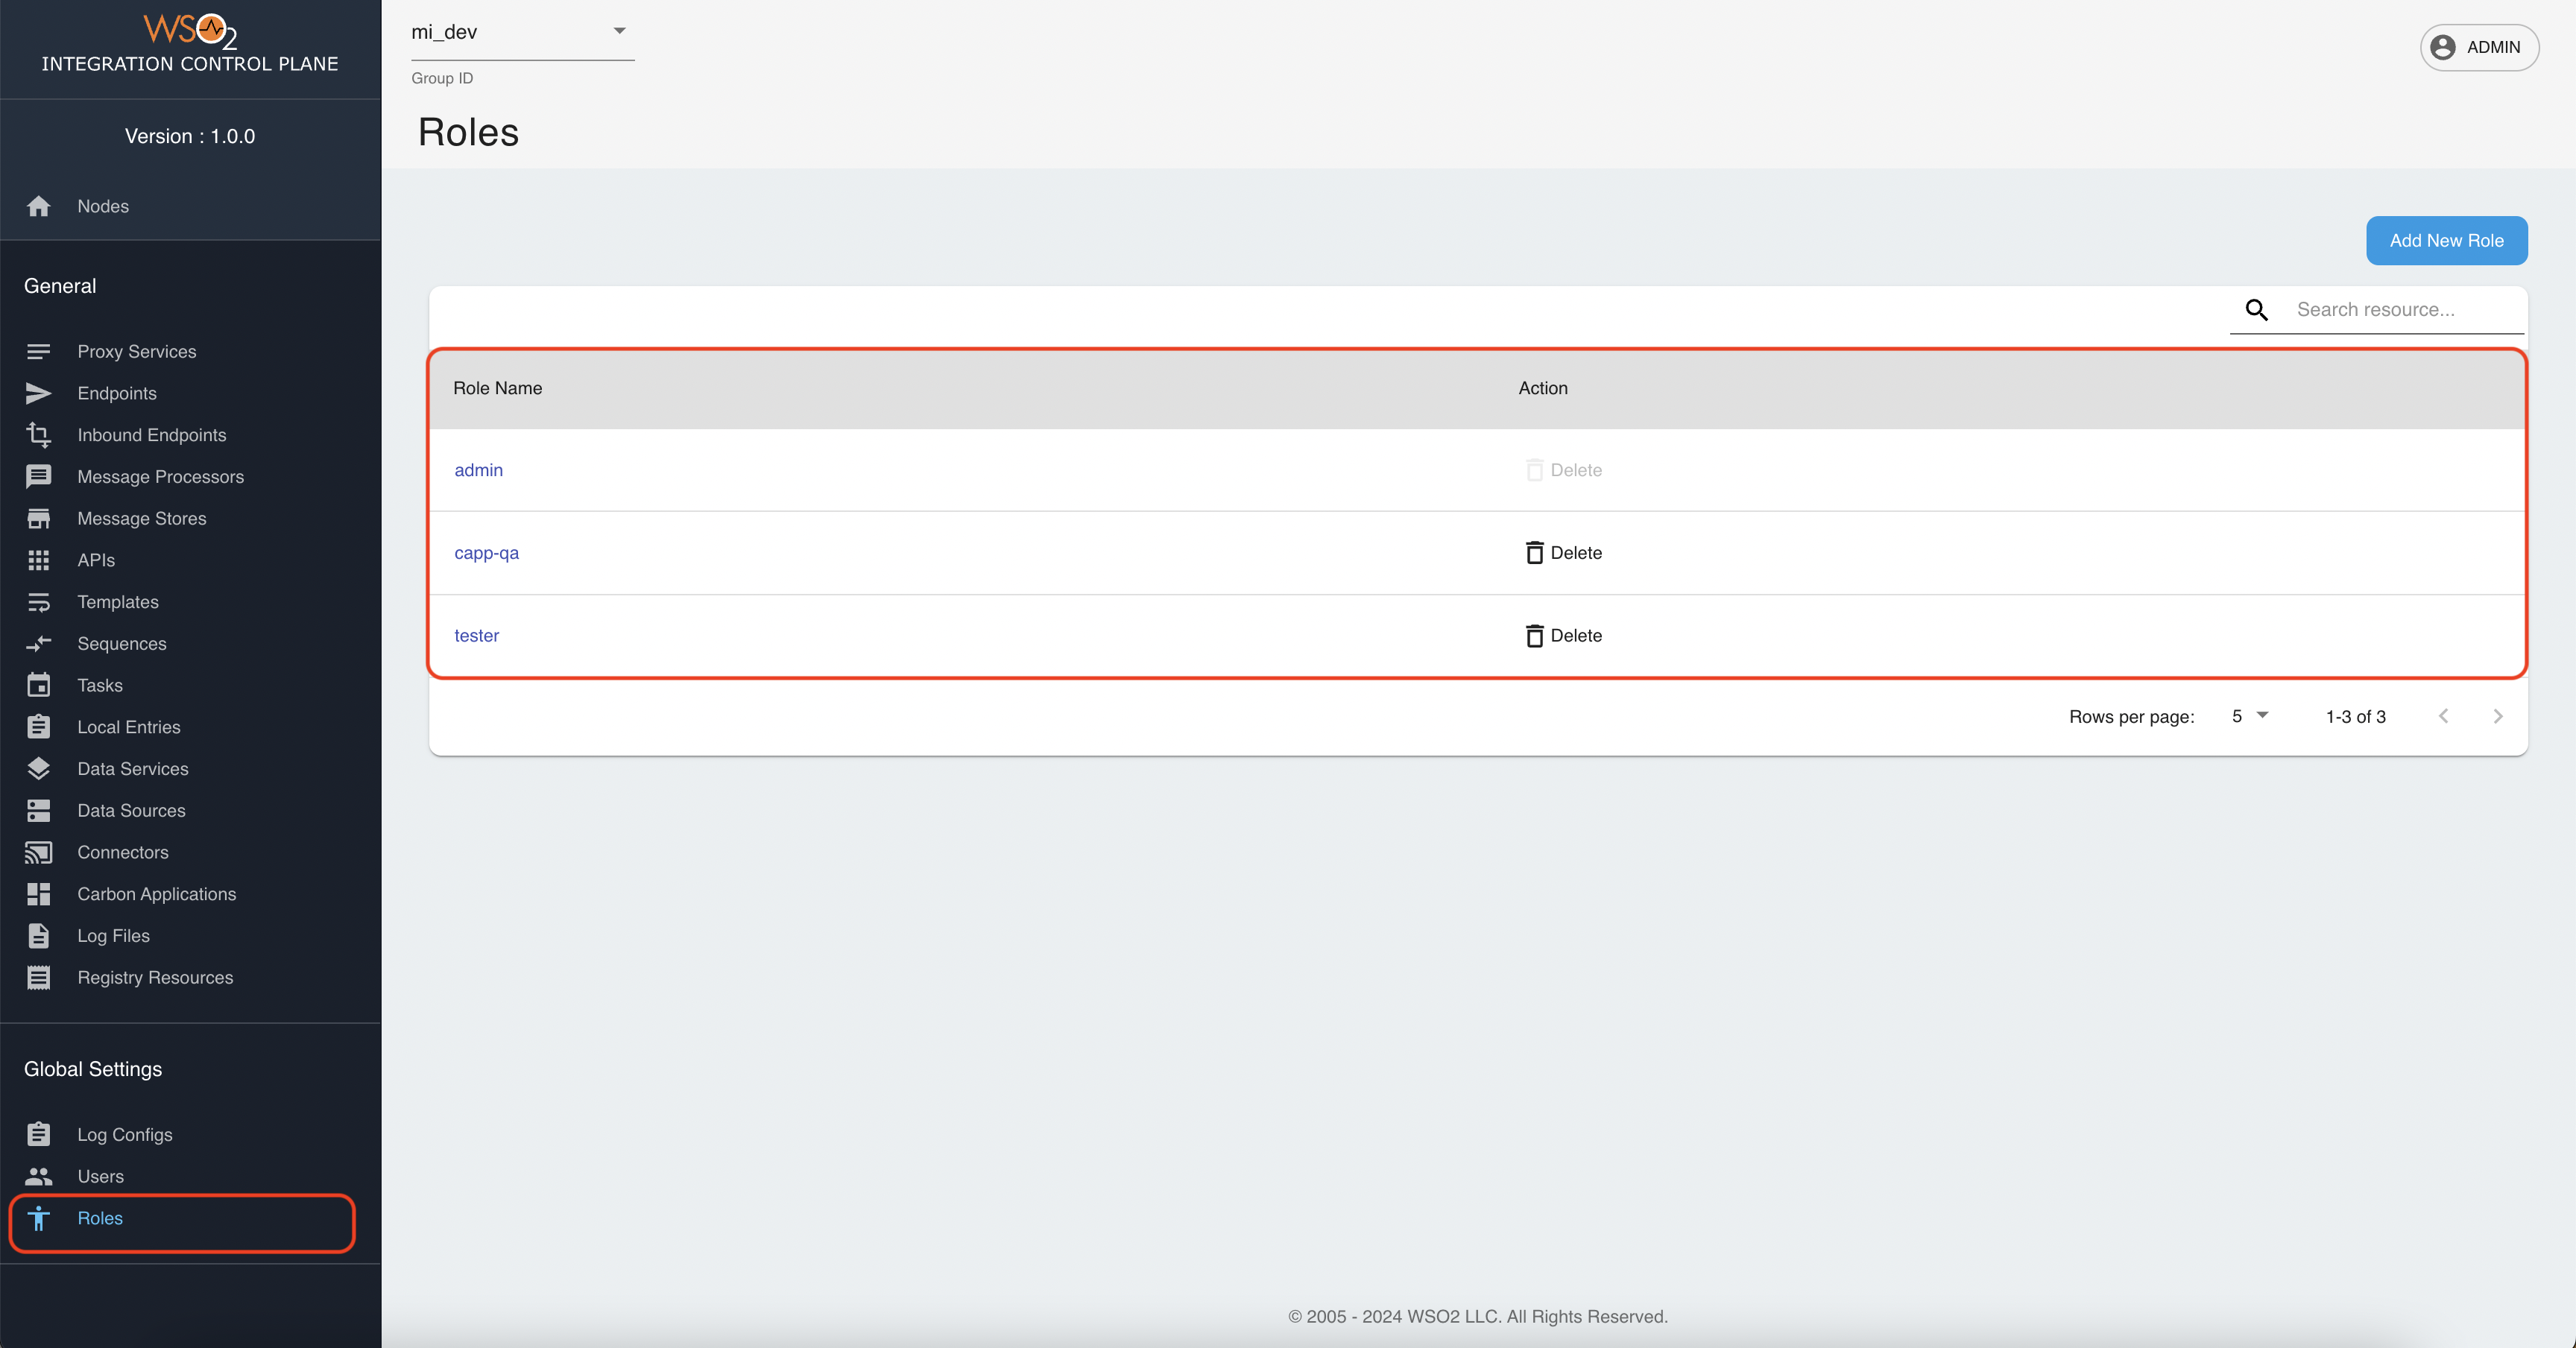 WSO2
INTEGRATION CONTROL PLANE
Version : 1.0.0
Nodes
General
Proxy Services
Endpoints
Inbound Endpoints
Message Processors
Message Stores
APIs
Templates
Sequences
Tasks
Local Entries
Data Services
Data Sources
Connectors
Carbon Applications
Log Files
Registry Resources
Global Settings
Log Configs
Users
Roles
mi_dev
Group ID
ADMIN
Roles
Add New Role
Search resource...
Role Name Action
admin Delete
capp-qa Delete
tester Delete
Rows per page: 5 1-3 of 3
© 2005 - 2024 WSO2 LLC. All Rights Reserved.